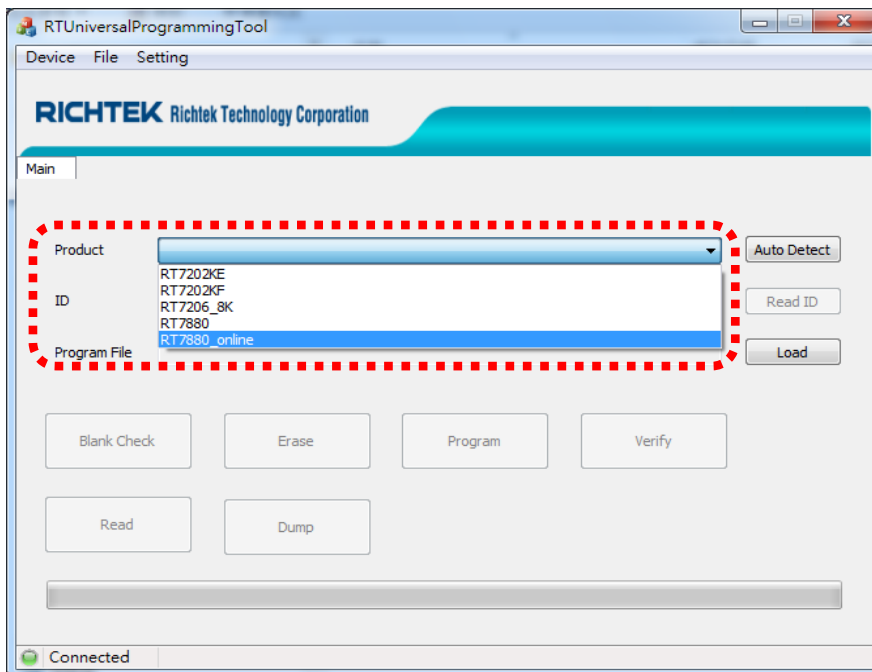 RTUniversalProgrammingTool
Device File Setting
RICHTEK Richtek Technology Corporation
Main
Product
Auto Detect
RT7202KE
RT7202KF
RT7206_8K
RT7880
RT7880_online
ID
Read ID
Program File
Load
Blank Check Erase Program Verify
Read Dump
Connected